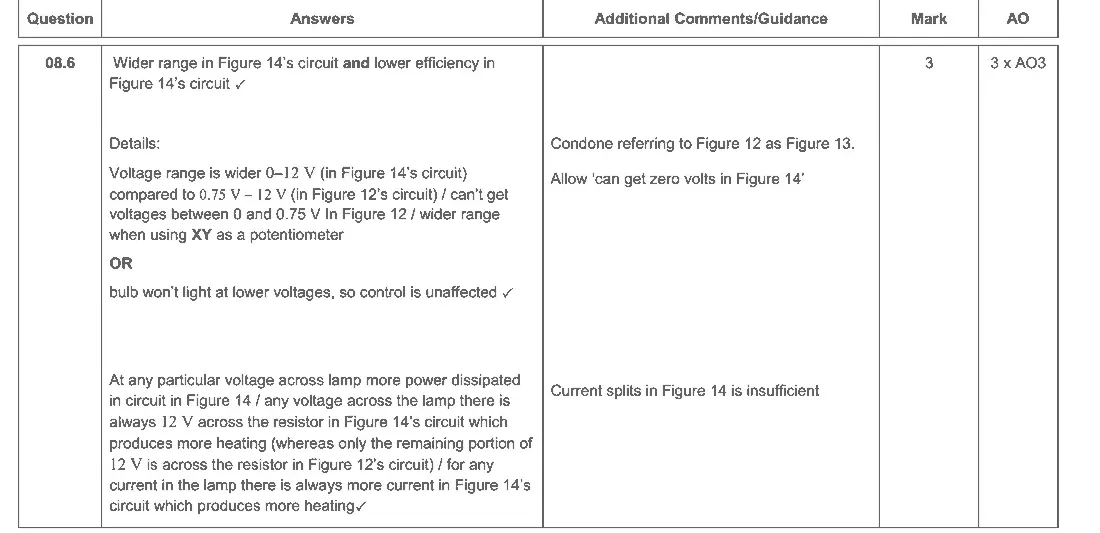 Question Answers Additional Comments/Guidance Mark AO
08.6 Wider range in Figure 14's circuit and lower efficiency in 3 3 x AO3
Figure 14's circuit ✓
Details: Condone referring to Figure 12 as Figure 13.
Voltage range is wider 0–12 V (in Figure 14's circuit) Allow 'can get zero volts in Figure 14'
compared to 0.75 V – 12 V (in Figure 12's circuit) / can't get
voltages between 0 and 0.75 V In Figure 12 / wider range
when using XY as a potentiometer
OR
bulb won't light at lower voltages, so control is unaffected ✓
At any particular voltage across lamp more power dissipated Current splits in Figure 14 is insufficient
in circuit in Figure 14 / any voltage across the lamp there is
always 12 V across the resistor in Figure 14's circuit which
produces more heating (whereas only the remaining portion of
12 V is across the resistor in Figure 12's circuit) / for any
current in the lamp there is always more current in Figure 14's
circuit which produces more heating✓